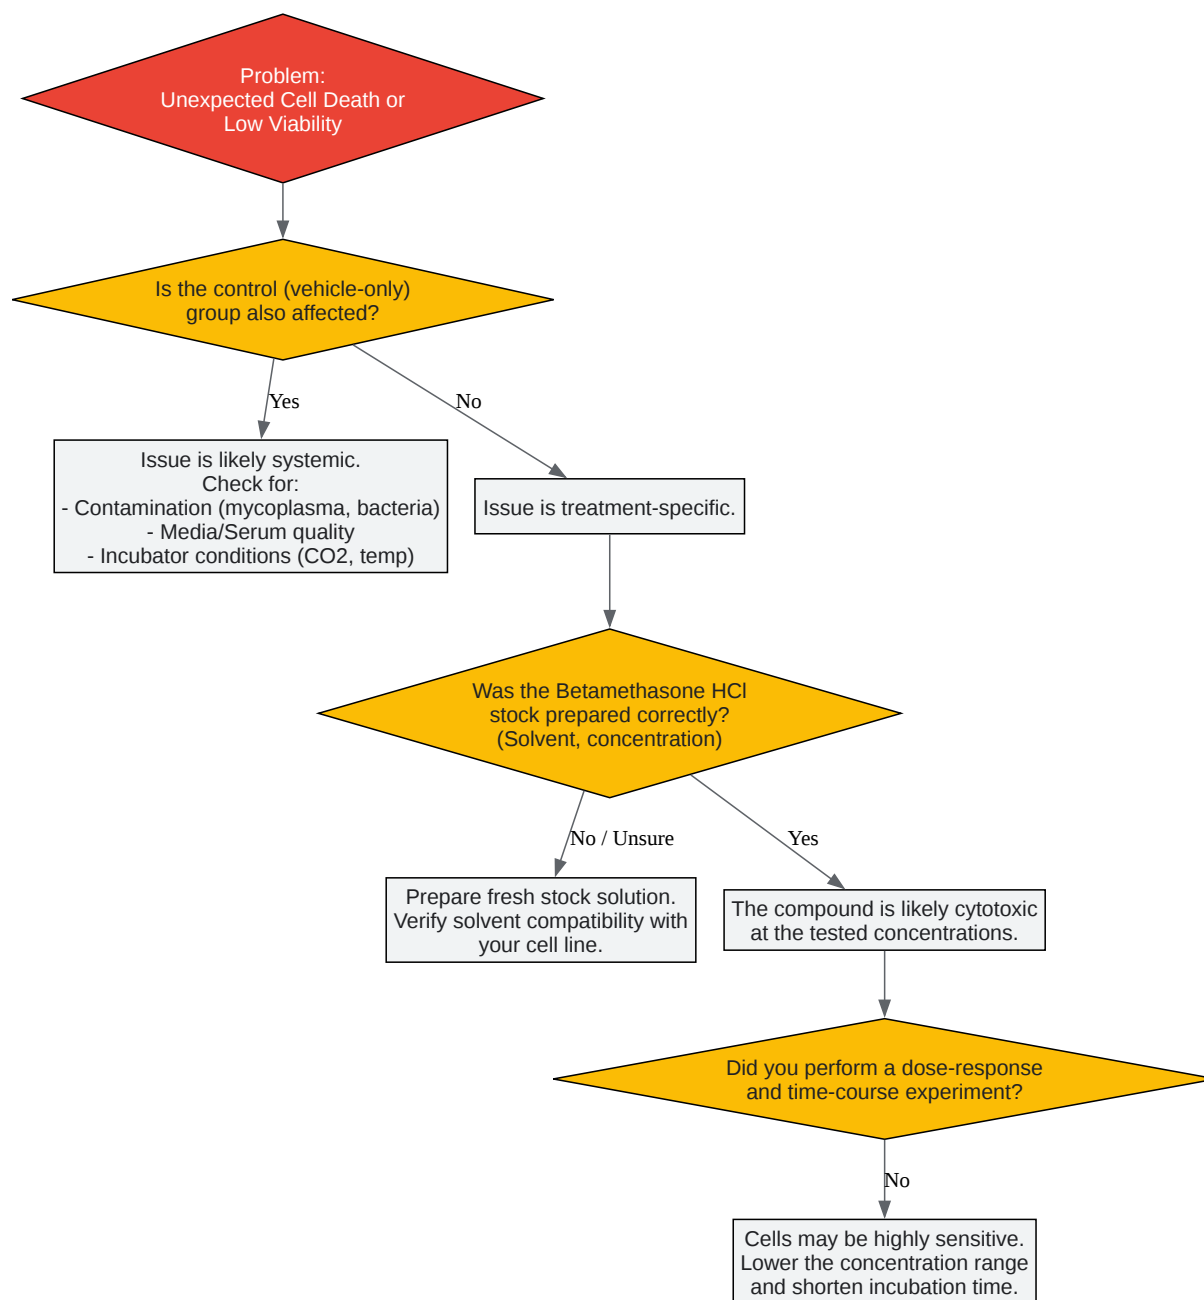 Problem:
Unexpected Cell Death or
Low Viability
Is the control (vehicle-only)
group also affected?
Yes
No
Issue is likely systemic.
Check for:
- Contamination (mycoplasma, bacteria)
- Media/Serum quality
- Incubator conditions (CO2, temp)
Issue is treatment-specific.
Was the Betamethasone HCl
stock prepared correctly?
(Solvent, concentration)
No / Unsure
Yes
Prepare fresh stock solution.
Verify solvent compatibility with
your cell line.
The compound is likely cytotoxic
at the tested concentrations.
Did you perform a dose-response
and time-course experiment?
No
Cells may be highly sensitive.
Lower the concentration range
and shorten incubation time.